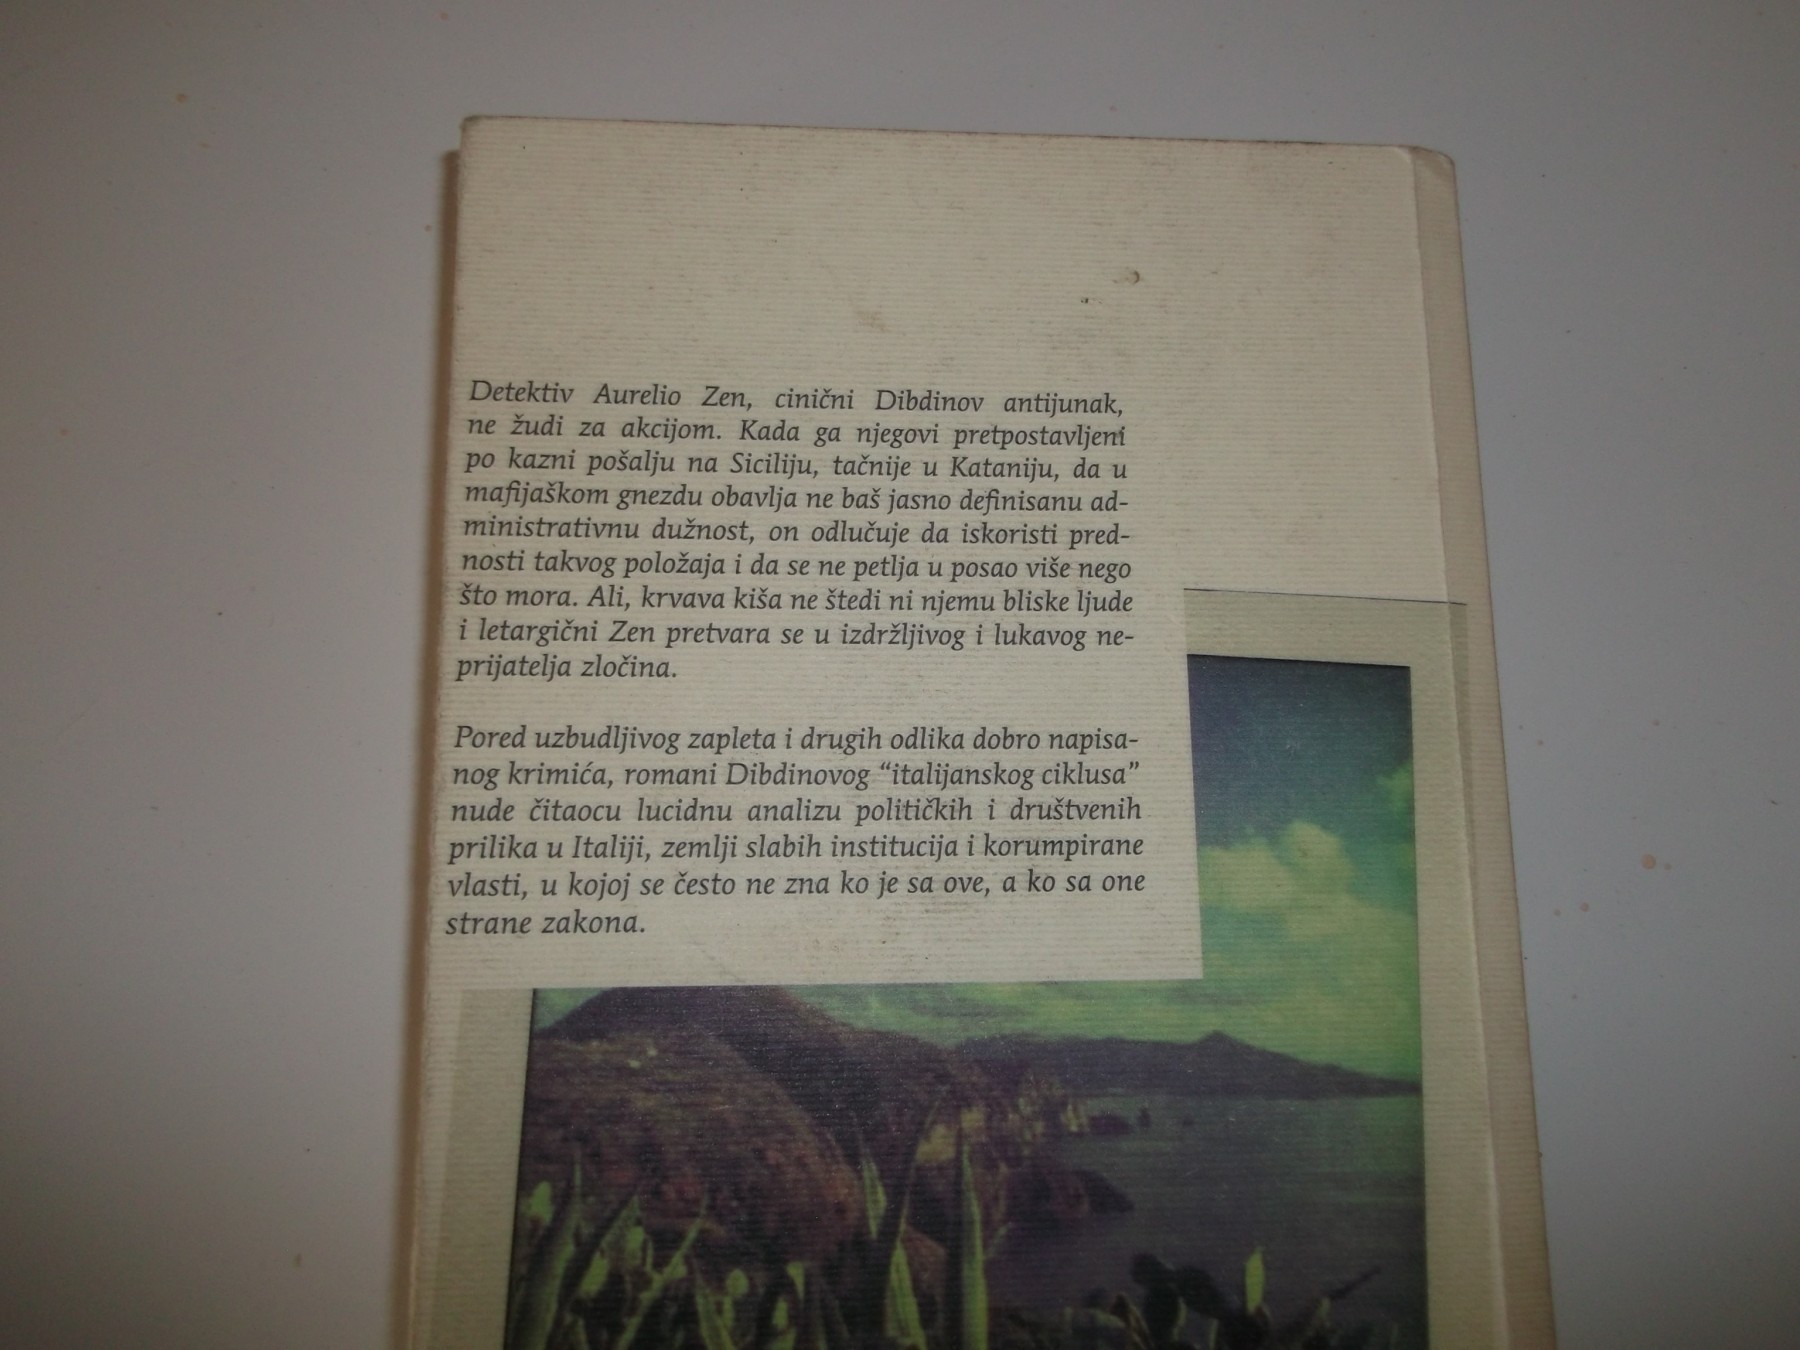 Detektiv Aurelio Zen, cinični Dibdinov antijunak,
ne žudi za akcijom. Kada ga njegovi pretpostavljeni
po kazni pošalju na Siciliju, tačnije u Kataniju, da u
mafijaškom gnezdu obavlja ne baš jasno definisanu ad-
ministrativnu dužnost, on odlučuje da iskoristi pred-
nosti takvog položaja i da se ne petlja u posao više nego
što mora. Ali, krvava kiša ne štedi ni njemu bliske ljude
i letargični Zen pretvara se u izdržljivog i lukavog ne-
prijatelja zločina.
Pored uzbudljivog zapleta i drugih odlika dobro napisa-
nog krimića, romani Dibdinovog “italijanskog ciklusa”
nude čitaocu lucidnu analizu političkih i društvenih
prilika u Italiji, zemlji slabih institucija i korumpirane
vlasti, u kojoj se često ne zna ko je sa ove, a ko sa one
strane zakona.